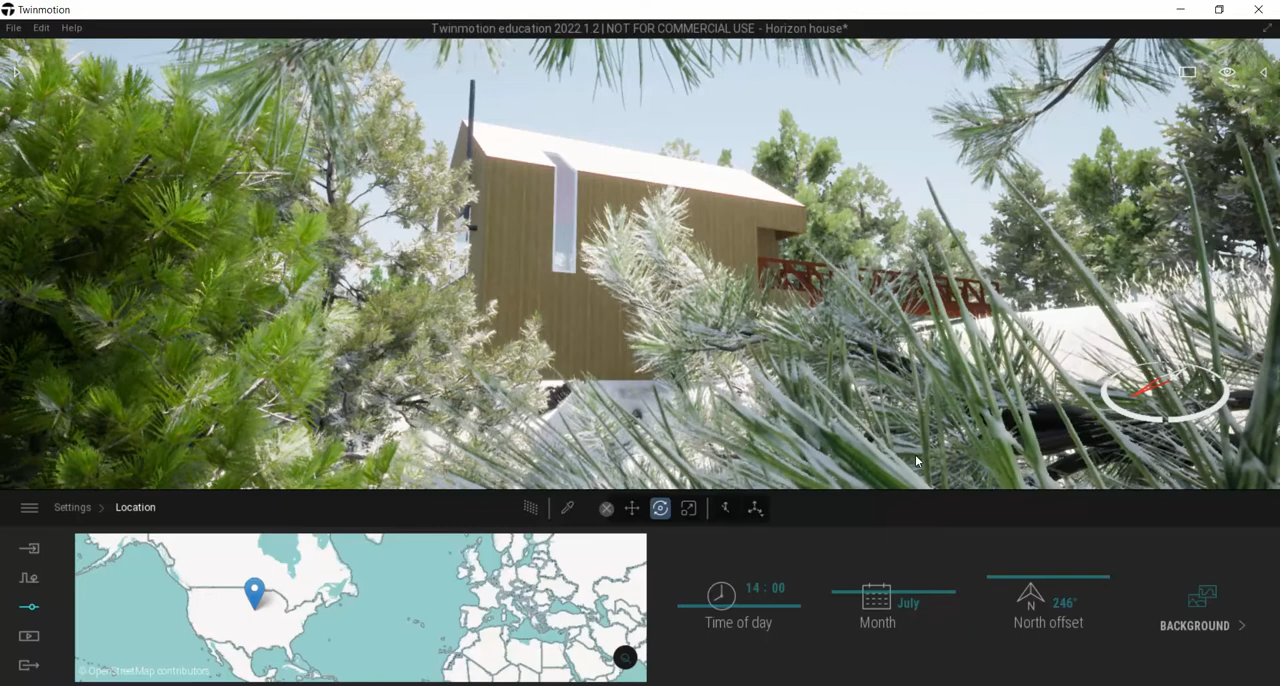 Twinmotion
File Edit Help
Twinmotion education 2022.1.2 | NOT FOR COMMERCIAL USE - Horizon house*
Settings > Location
14 : 00
Time of day
July
Month
N
246°
North offset
BACKGROUND >
© OpenStreetMap contributors